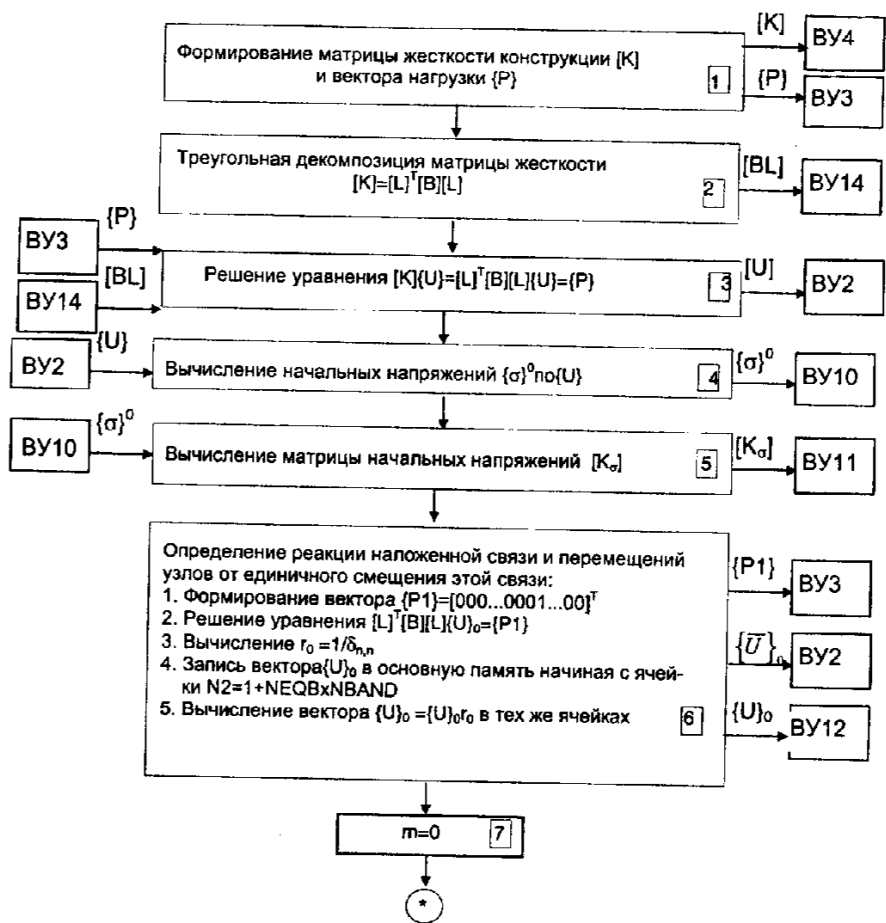 Формирование матрицы жесткости конструкции [K]
и вектора нагрузки {P}
1
[K]
ВУ4
{P}
ВУ3
Треугольная декомпозиция матрицы жесткости
[K]=[L]ᵀ[B][L]
2
[BL]
ВУ14
{P}
ВУ3
[BL]
ВУ14
Решение уравнения [K]{U}=[L]ᵀ[B][L]{U}={P}
3
[U]
ВУ2
{U}
ВУ2
Вычисление начальных напряжений {σ}⁰по{U}
4
{σ}⁰
ВУ10
{σ}⁰
ВУ10
Вычисление матрицы начальных напряжений [Kσ]
5
[Kσ]
ВУ11
Определение реакции наложенной связи и перемещений
узлов от единичного смещения этой связи:
1. Формирование вектора {P1}=[000...0001...00]ᵀ
2. Решение уравнения [L]ᵀ[B][L]{U}₀={P1}
3. Вычисление r₀ =1/δn,n
4. Запись вектора{U}₀ в основную память начиная с ячей-
ки N2=1+NEQBxNBAND
5. Вычисление вектора {U}₀ ={U}₀r₀ в тех же ячейках
6
{P1}
ВУ3
{U̅}₀
ВУ2
{U}₀
ВУ12
m=0
7
*